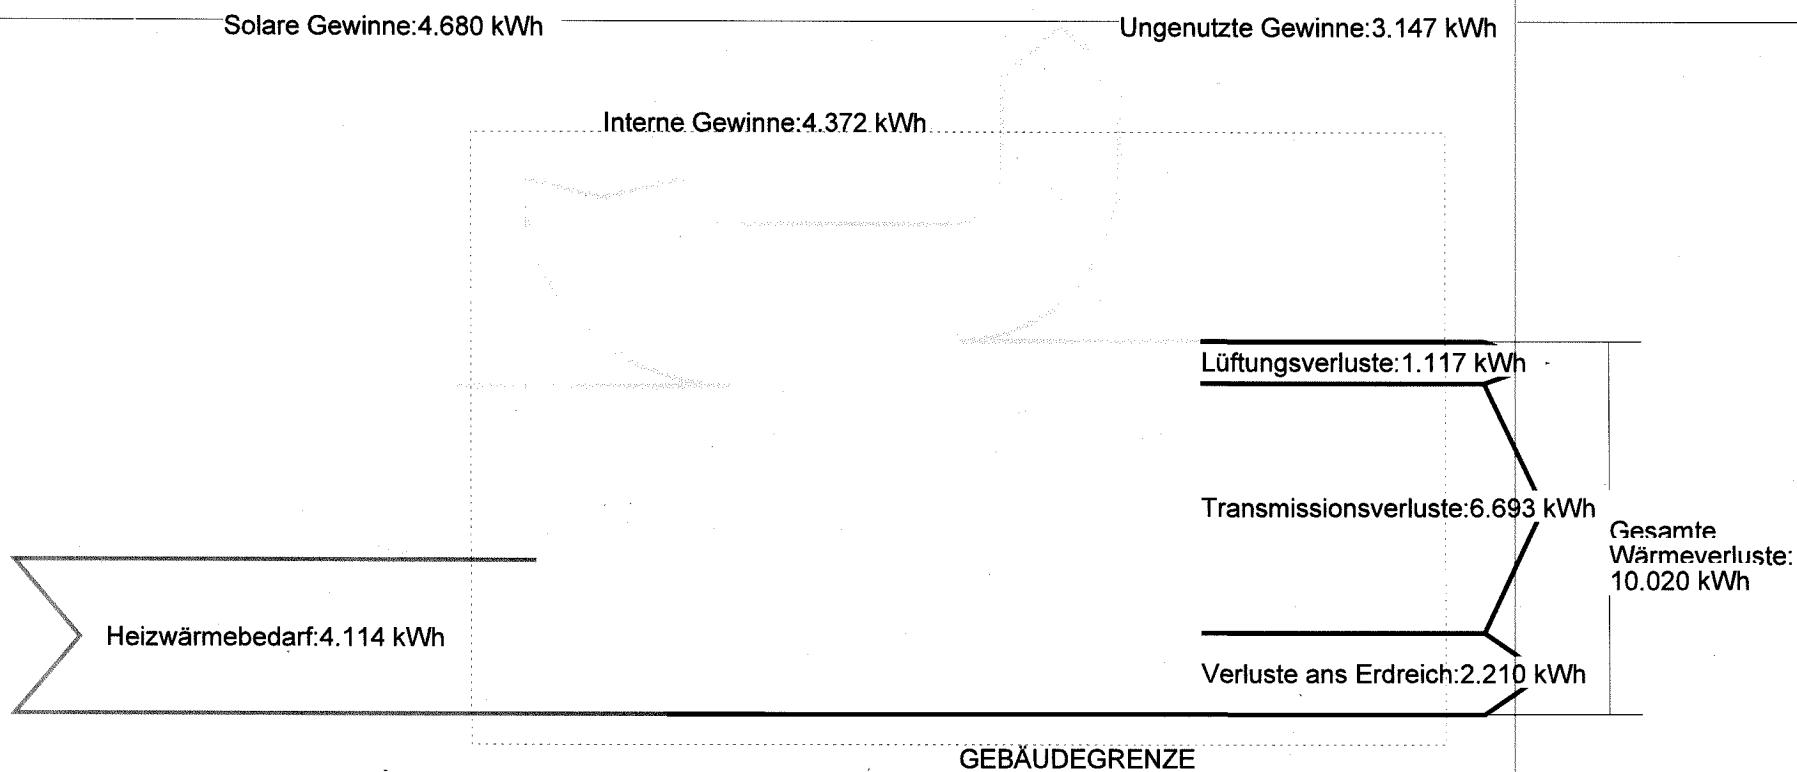 Solare Gewinne:4.680 kWh
Ungenutzte Gewinne:3.147 kWh
Interne Gewinne:4.372 kWh
Lüftungsverluste:1.117 kWh
Transmissionsverluste:6.693 kWh
Gesamte
Wärmeverluste:
10.020 kWh
Heizwärmebedarf:4.114 kWh
Verluste ans Erdreich:2.210 kWh
GEBÄUDEGRENZE